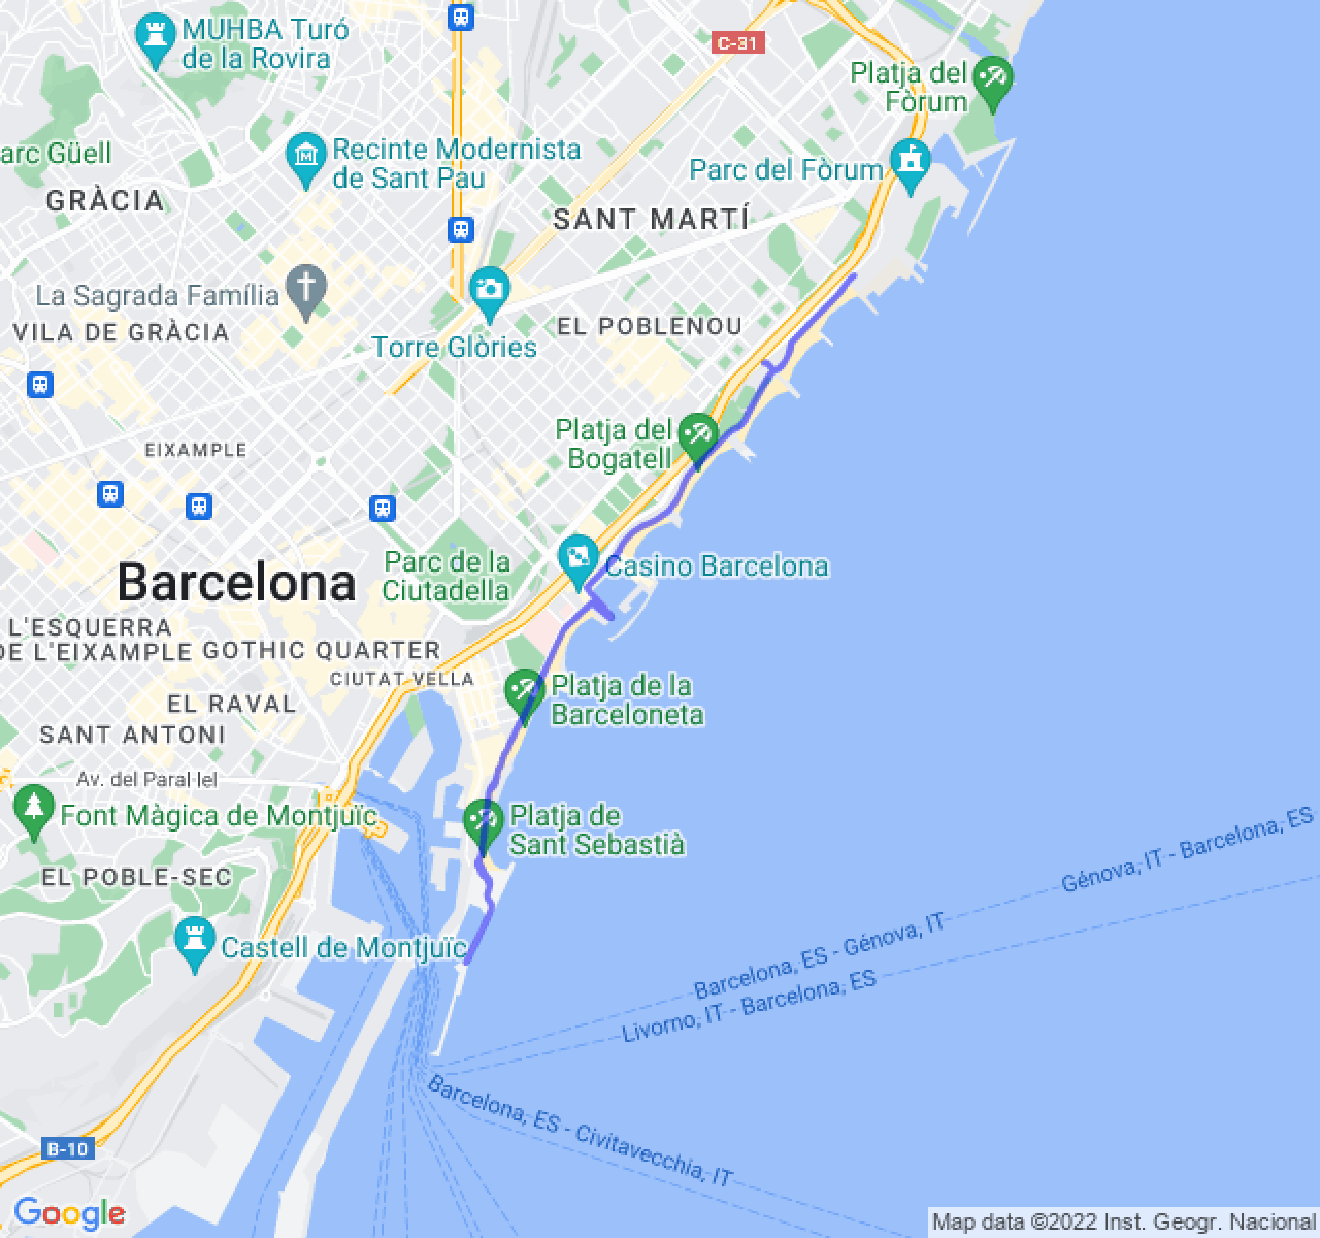 MUHBA Turó
de la Rovira
C-31
Platja del
Fòrum
arc Güell
Recinte Modernista
de Sant Pau
Parc del Fòrum
GRÀCIA
SANT MARTÍ
La Sagrada Família
VILA DE GRÀCIA
EL POBLENOU
Torre Glòries
Platja del
Bogatell
EIXAMPLE
Parc de la
Ciutadella
Casino Barcelona
Barcelona
L'ESQUERRA
DE L'EIXAMPLE
GOTHIC QUARTER
CIUTAT VELLA
Platja de la
Barceloneta
EL RAVAL
SANT ANTONI
Av. del Paral·lel
Font Màgica de Montjuïc
Platja de
Sant Sebastià
EL POBLE-SEC
Génova, IT - Barcelona, ES
Castell de Montjuïc
Barcelona, ES - Génova, IT
Livorno, IT - Barcelona, ES
Barcelona, ES - Civitavecchia, IT
B-10
Google
Map data ©2022 Inst. Geogr. Nacional